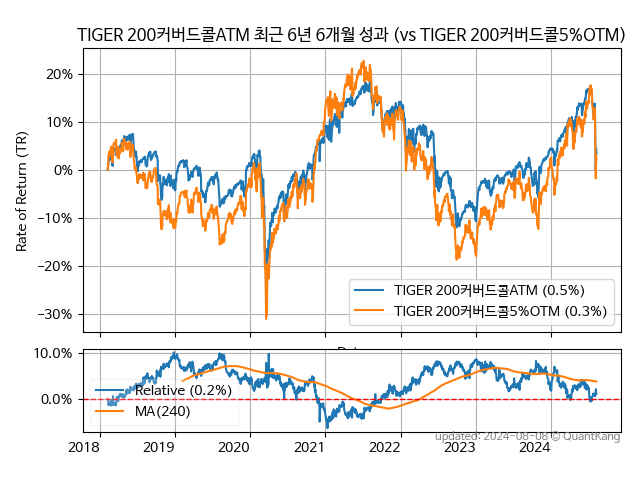 TIGER 200커버드콜ATM 최근 6년 6개월 성과 (vs TIGER 200커버드콜5%OTM)
Rate of Return (TR)
20%
10%
0%
−10%
−20%
−30%
TIGER 200커버드콜ATM (0.5%)
TIGER 200커버드콜5%OTM (0.3%)
10.0%
0.0%
Relative (0.2%)
MA(240)
2018 2019 2020 2021 2022 2023 2024
updated: 2024-08-08 © QuantKang